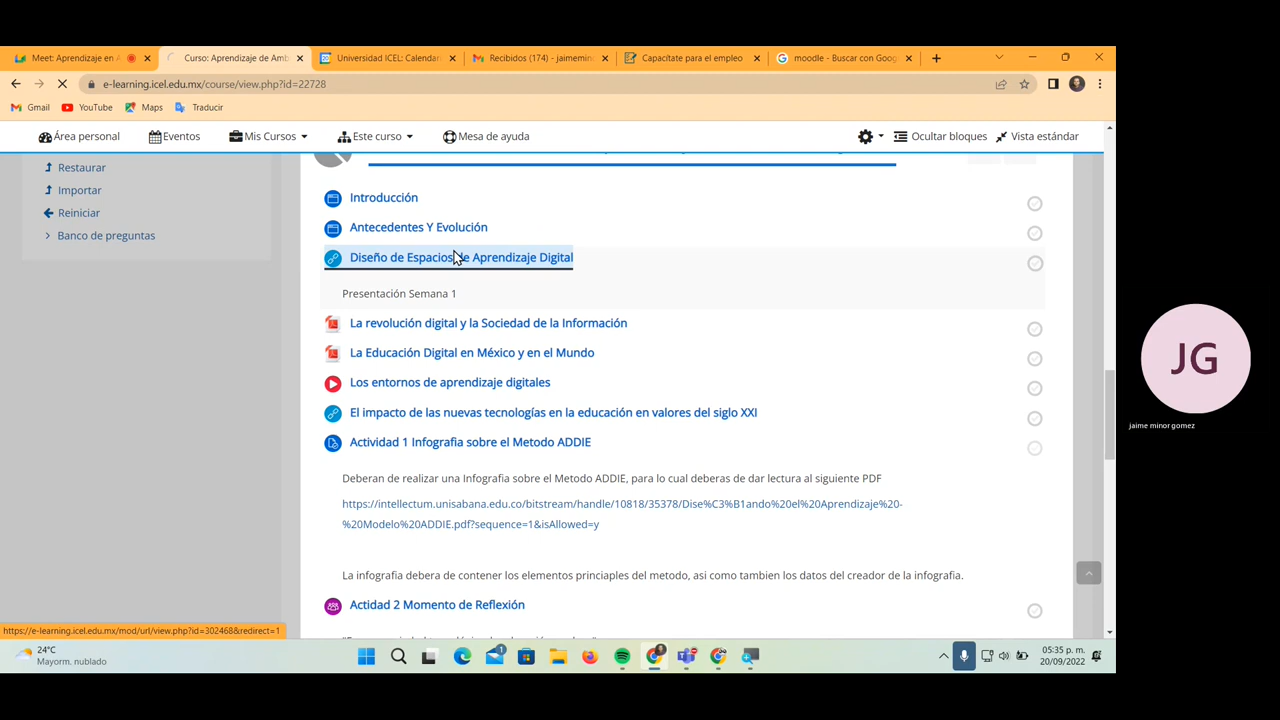 Meet: Aprendizaje en A
Curso: Aprendizaje de Amb
Universidad ICEL: Calendari
Recibidos (174) - jaimemino
Capacítate para el empleo
moodle - Buscar con Goog
e-learning.icel.edu.mx/course/view.php?id=22728
Gmail
YouTube
Maps
Traducir
Área personal
Eventos
Mis Cursos
Este curso
Mesa de ayuda
Ocultar bloques
Vista estándar
Restaurar
Importar
Reiniciar
Banco de preguntas
Introducción
Antecedentes Y Evolución
Diseño de Espacios de Aprendizaje Digital
Presentación Semana 1
La revolución digital y la Sociedad de la Información
La Educación Digital en México y en el Mundo
Los entornos de aprendizaje digitales
El impacto de las nuevas tecnologías en la educación en valores del siglo XXI
Actividad 1 Infografia sobre el Metodo ADDIE
Deberan de realizar una Infografia sobre el Metodo ADDIE, para lo cual deberas de dar lectura al siguiente PDF
https://intellectum.unisabana.edu.co/bitstream/handle/10818/35378/Dise%C3%B1ando%20el%20Aprendizaje%20-
%20Modelo%20ADDIE.pdf?sequence=1&isAllowed=y
La infografia debera de contener los elementos princiaples del metodo, asi como tambien los datos del creador de la infografia.
Actidad 2 Momento de Reflexión
https://e-learning.icel.edu.mx/mod/url/view.php?id=302468&redirect=1
24°C
Mayorm. nublado
05:35 p. m.
20/09/2022
JG
jaime minor gomez